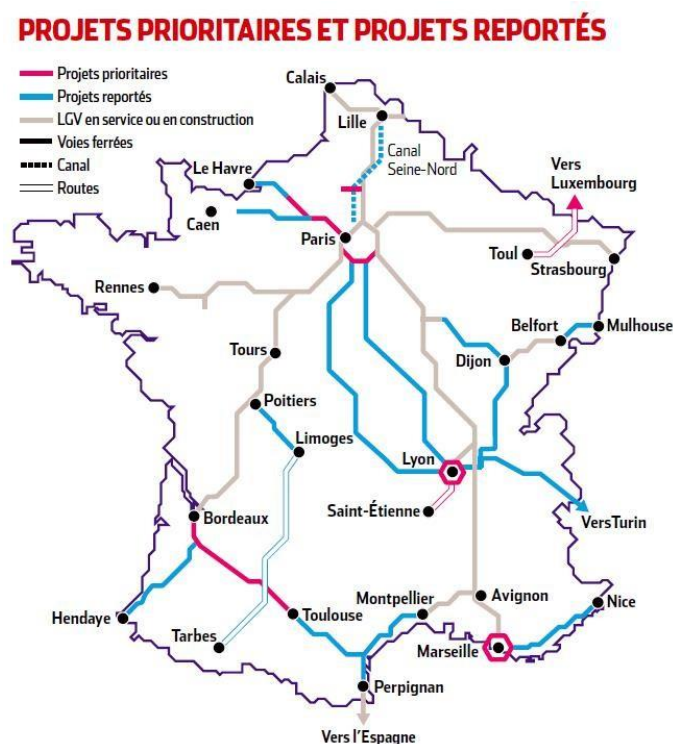 PROJETS PRIORITAIRES ET PROJETS REPORTÉS
Projets prioritaires
Projets reportés
LGV en service ou en construction
Voies ferrées
Canal
Routes
Calais
Lille
Canal
Seine-Nord
Le Havre
Caen
Paris
Vers
Luxembourg
Toul
Strasbourg
Rennes
Belfort
Mulhouse
Tours
Dijon
Poitiers
Limoges
Lyon
Saint-Étienne
VersTurin
Bordeaux
Hendaye
Tarbes
Toulouse
Montpellier
Avignon
Nice
Marseille
Perpignan
Vers l'Espagne